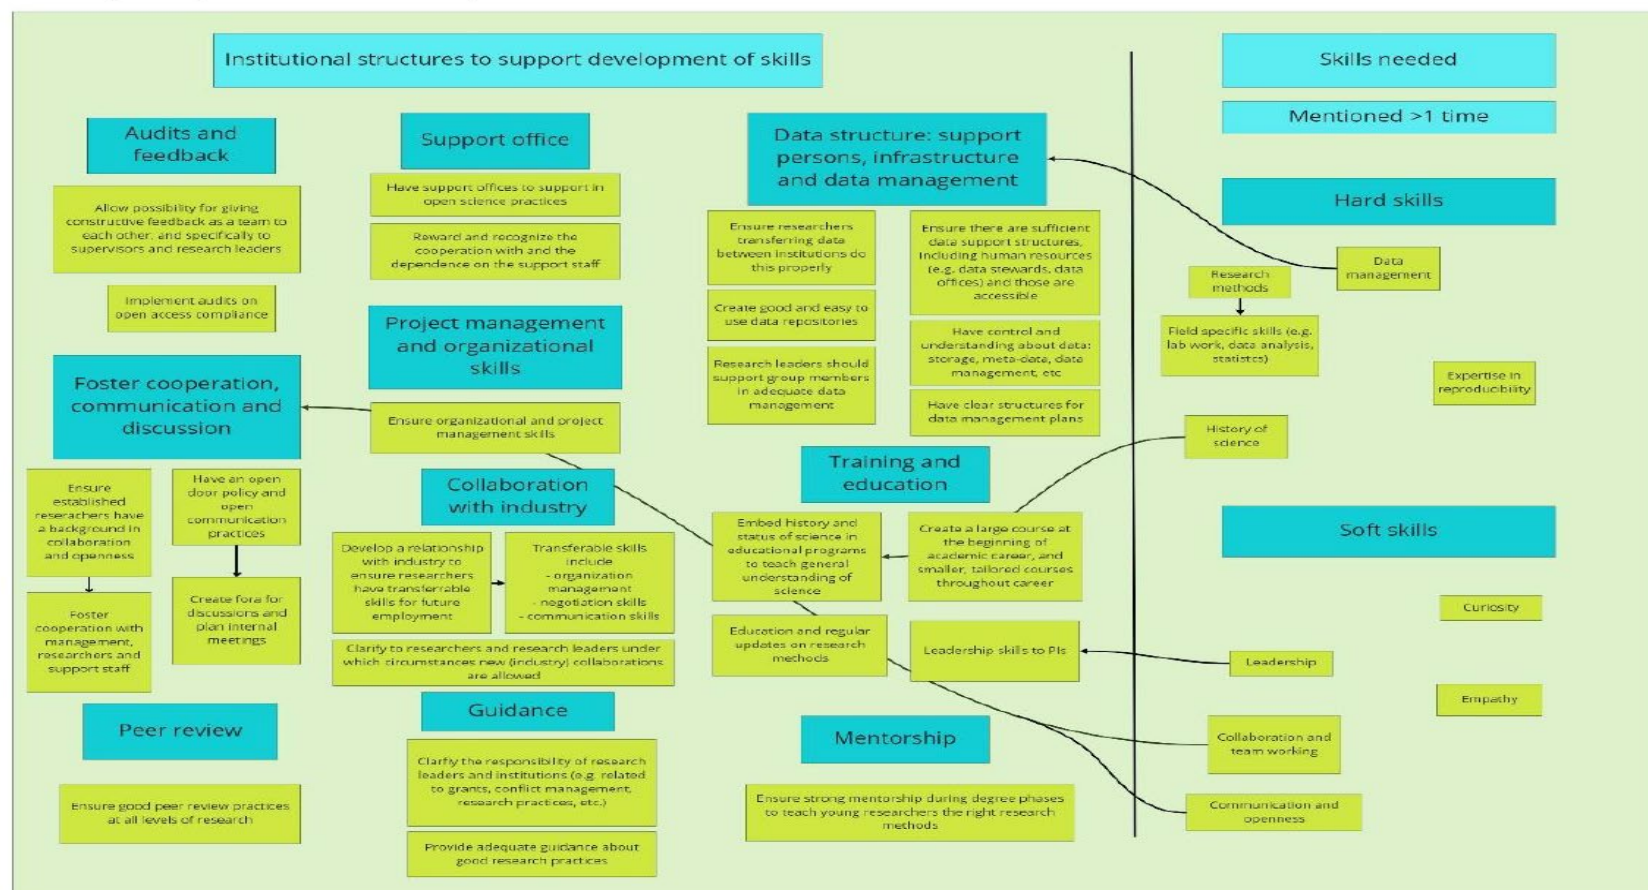 Institutional structures to support development of skills
Audits and
feedback
Allow possibility for giving
constructive feedback as a team to
each other, and specifically to
supervisors and research leaders
Implement audits on
open access compliance
Foster cooperation,
communication and
discussion
Ensure
established
reserachers have
a background in
collaboration
and openness
Foster
cooperation with
management,
researchers and
support staff
Have an open
door policy and
open
communication
practices
Create fora for
discussions and
plan internal
meetings
Peer review
Ensure good peer review practices
at all levels of research
Support office
Have support offices to support in
open science practices
Reward and recognize the
cooperation with and the
dependence on the support staff
Project management
and organizational
skills
Ensure organizational and project
management skills
Collaboration
with industry
Develop a relationship
with industry to
ensure researchers
have transferrable
skills for future
employment
Transferable skills
include
- organization
management
- negotiation skills
- communication skills
Clarify to researchers and research leaders under
which circumstances new (industry) collaborations
are allowed
Guidance
Clarfiy the responsibility of research
leaders and institutions (e.g. related
to grants, conflict management,
research practices, etc.)
Provide adequate guidance about
good research practices
Data structure: support
persons, infrastructure
and data management
Ensure researchers
transferring data
between institutions do
this properly
Create good and easy to
use data repositories
Research leaders should
support group members
in adequate data
management
Ensure there are sufficient
data support structures,
including human resources
(e.g. data stewards, data
offices) and those are
accessible
Have control and
understanding about data:
storage, meta-data, data
management, etc
Have clear structures for
data management plans
Training and
education
Embed history and
status of science in
educational programs
to teach general
understanding of
science
Create a large course at
the beginning of
academic career, and
smaller, tailored courses
throughout career
Education and regular
updates on research
methods
Leadership skills to PIs
Mentorship
Ensure strong mentorship during degree phases
to teach young researchers the right research
methods
Skills needed
Mentioned >1 time
Hard skills
Data
management
Research
methods
Field specific skills (e.g.
lab work, data analysis,
statistcs)
Expertise in
reproducibility
History of
science
Soft skills
Curiosity
Leadership
Empathy
Collaboration and
team working
Communication and
openness